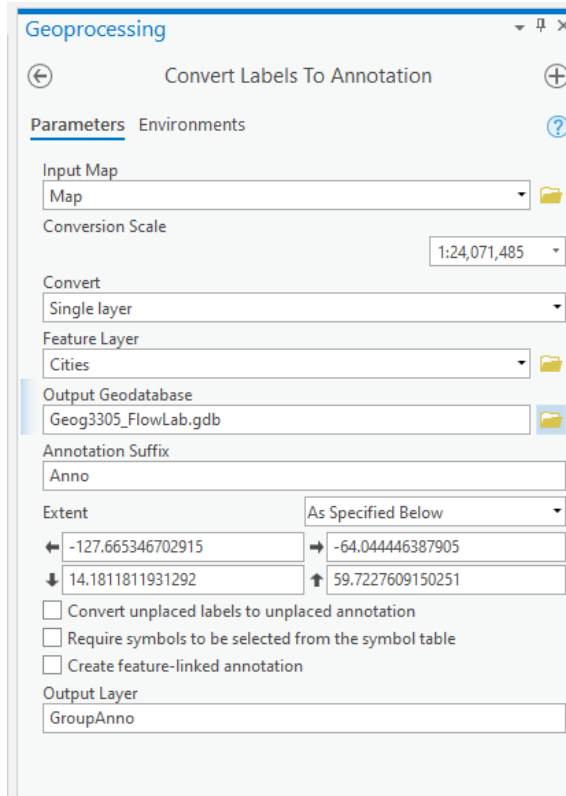 Geoprocessing
Convert Labels To Annotation
Parameters Environments
Input Map
Map
Conversion Scale
1:24,071,485
Convert
Single layer
Feature Layer
Cities
Output Geodatabase
Geog3305_FlowLab.gdb
Annotation Suffix
Anno
Extent As Specified Below
-127.665346702915 -64.044446387905
14.1811811931292 59.7227609150251
Convert unplaced labels to unplaced annotation
Require symbols to be selected from the symbol table
Create feature-linked annotation
Output Layer
GroupAnno